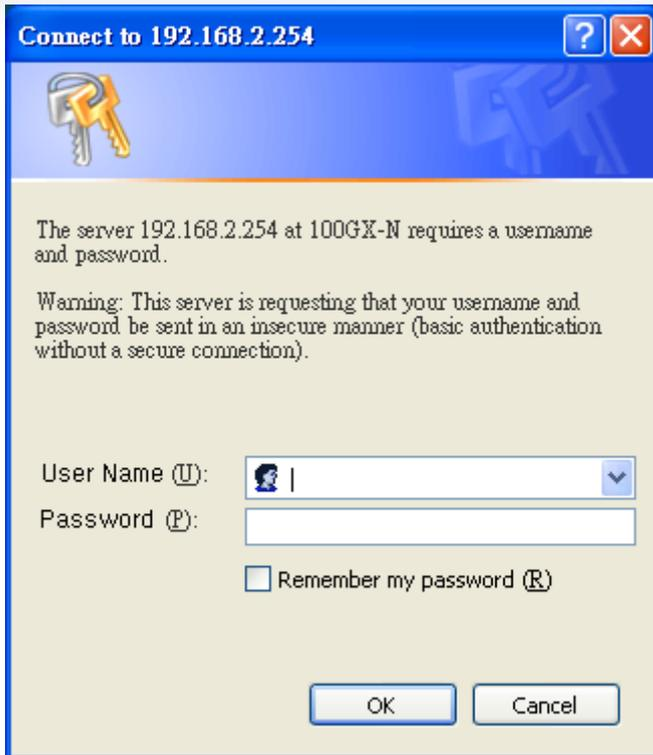 Connect to 192.168.2.254
The server 192.168.2.254 at 100GX-N requires a username
and password.
Warning: This server is requesting that your username and
password be sent in an insecure manner (basic authentication
without a secure connection).
User Name (U):
Password (P):
Remember my password (R)
OK Cancel